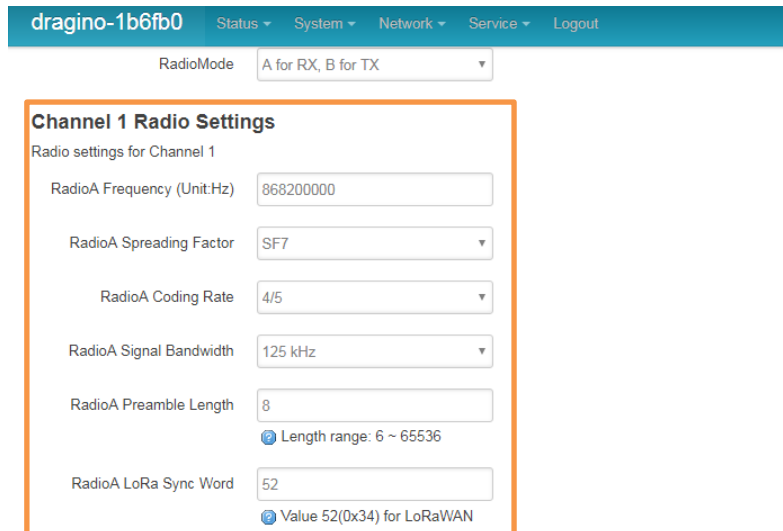 dragino-1b6fb0 Status System Network Service Logout
RadioMode A for RX, B for TX
Channel 1 Radio Settings
Radio settings for Channel 1
RadioA Frequency (Unit:Hz) 868200000
RadioA Spreading Factor SF7
RadioA Coding Rate 4/5
RadioA Signal Bandwidth 125 kHz
RadioA Preamble Length 8
Length range: 6 ~ 65536
RadioA LoRa Sync Word 52
Value 52(0x34) for LoRaWAN